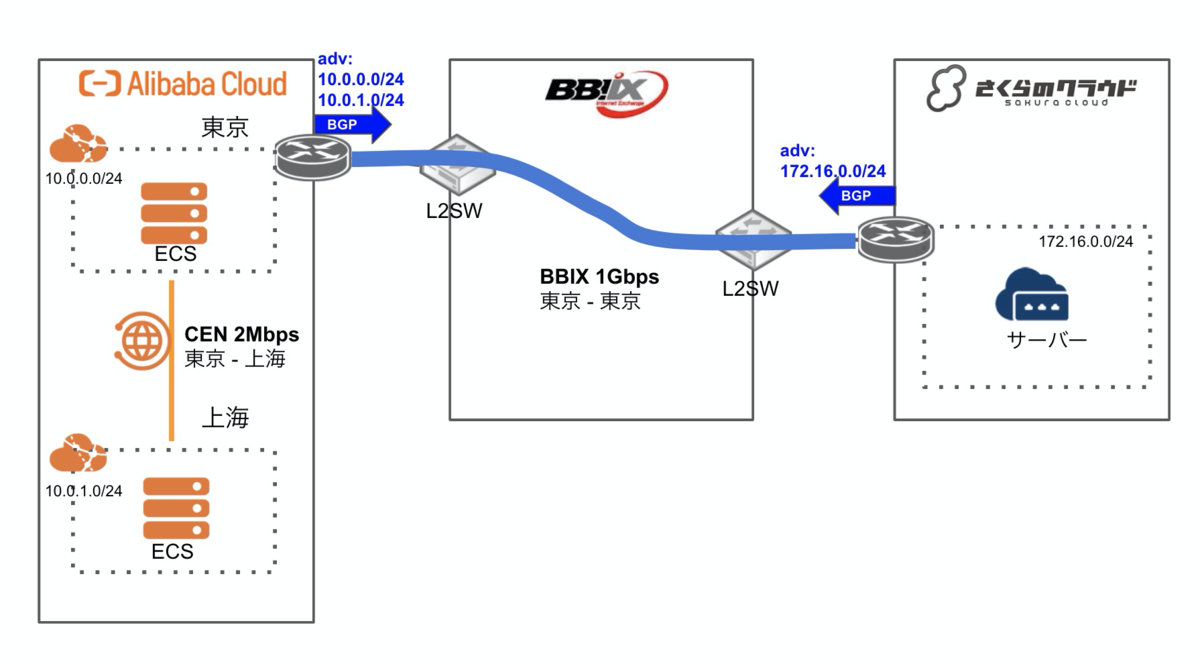 Alibaba Cloud
adv:
10.0.0.0/24
10.0.1.0/24
BGP
東京
10.0.0.0/24
ECS
CEN 2Mbps
東京 - 上海
上海
10.0.1.0/24
ECS
BBIX
Internet Exchange
L2SW
BBIX 1Gbps
東京 - 東京
L2SW
さくらのクラウド
SAKURA CLOUD
adv:
172.16.0.0/24
BGP
172.16.0.0/24
サーバー